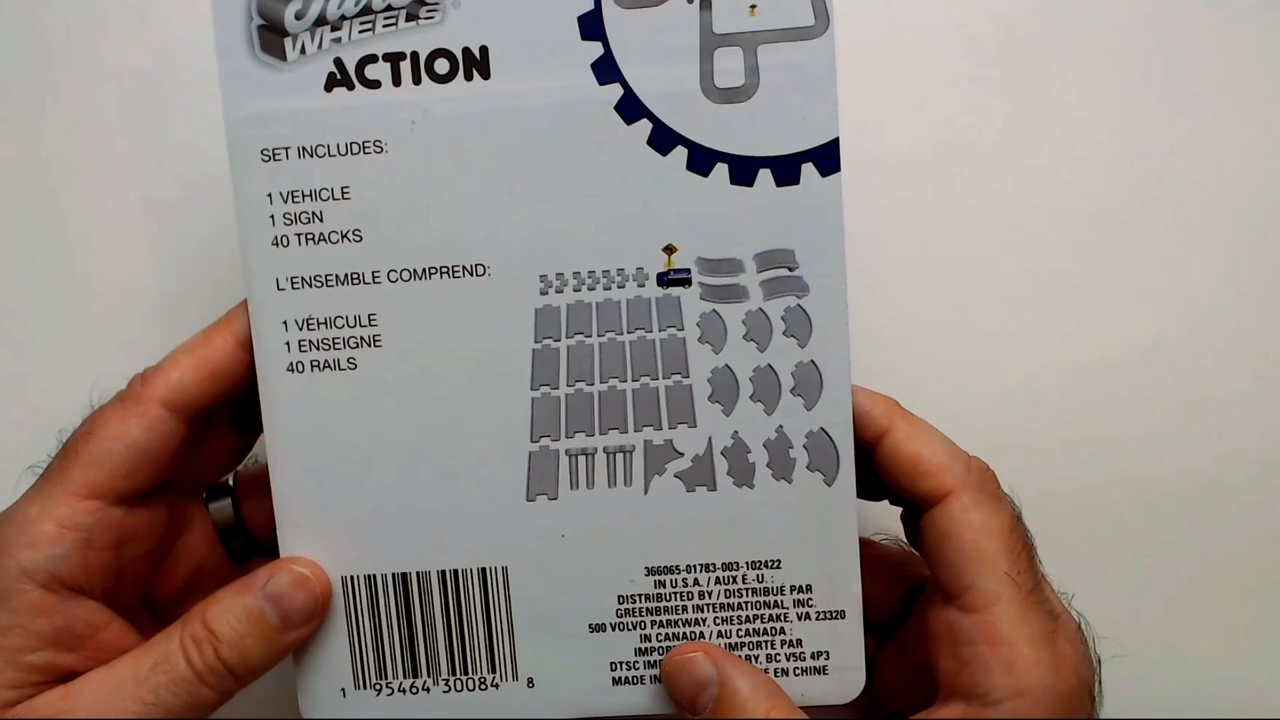 WHEELS
ACTION
SET INCLUDES:
1 VEHICLE
1 SIGN
40 TRACKS
L'ENSEMBLE COMPREND:
1 VÉHICULE
1 ENSEIGNE
40 RAILS
1 95464 30084 8
366065-01783-003-102422
IN U.S.A. / AUX É.-U. :
DISTRIBUTED BY / DISTRIBUÉ PAR
GREENBRIER INTERNATIONAL, INC.
500 VOLVO PARKWAY, CHESAPEAKE, VA 23320
IN CANADA / AU CANADA :
PAR
DTSC BC V5G 4P3
MADE IN EN CHINE